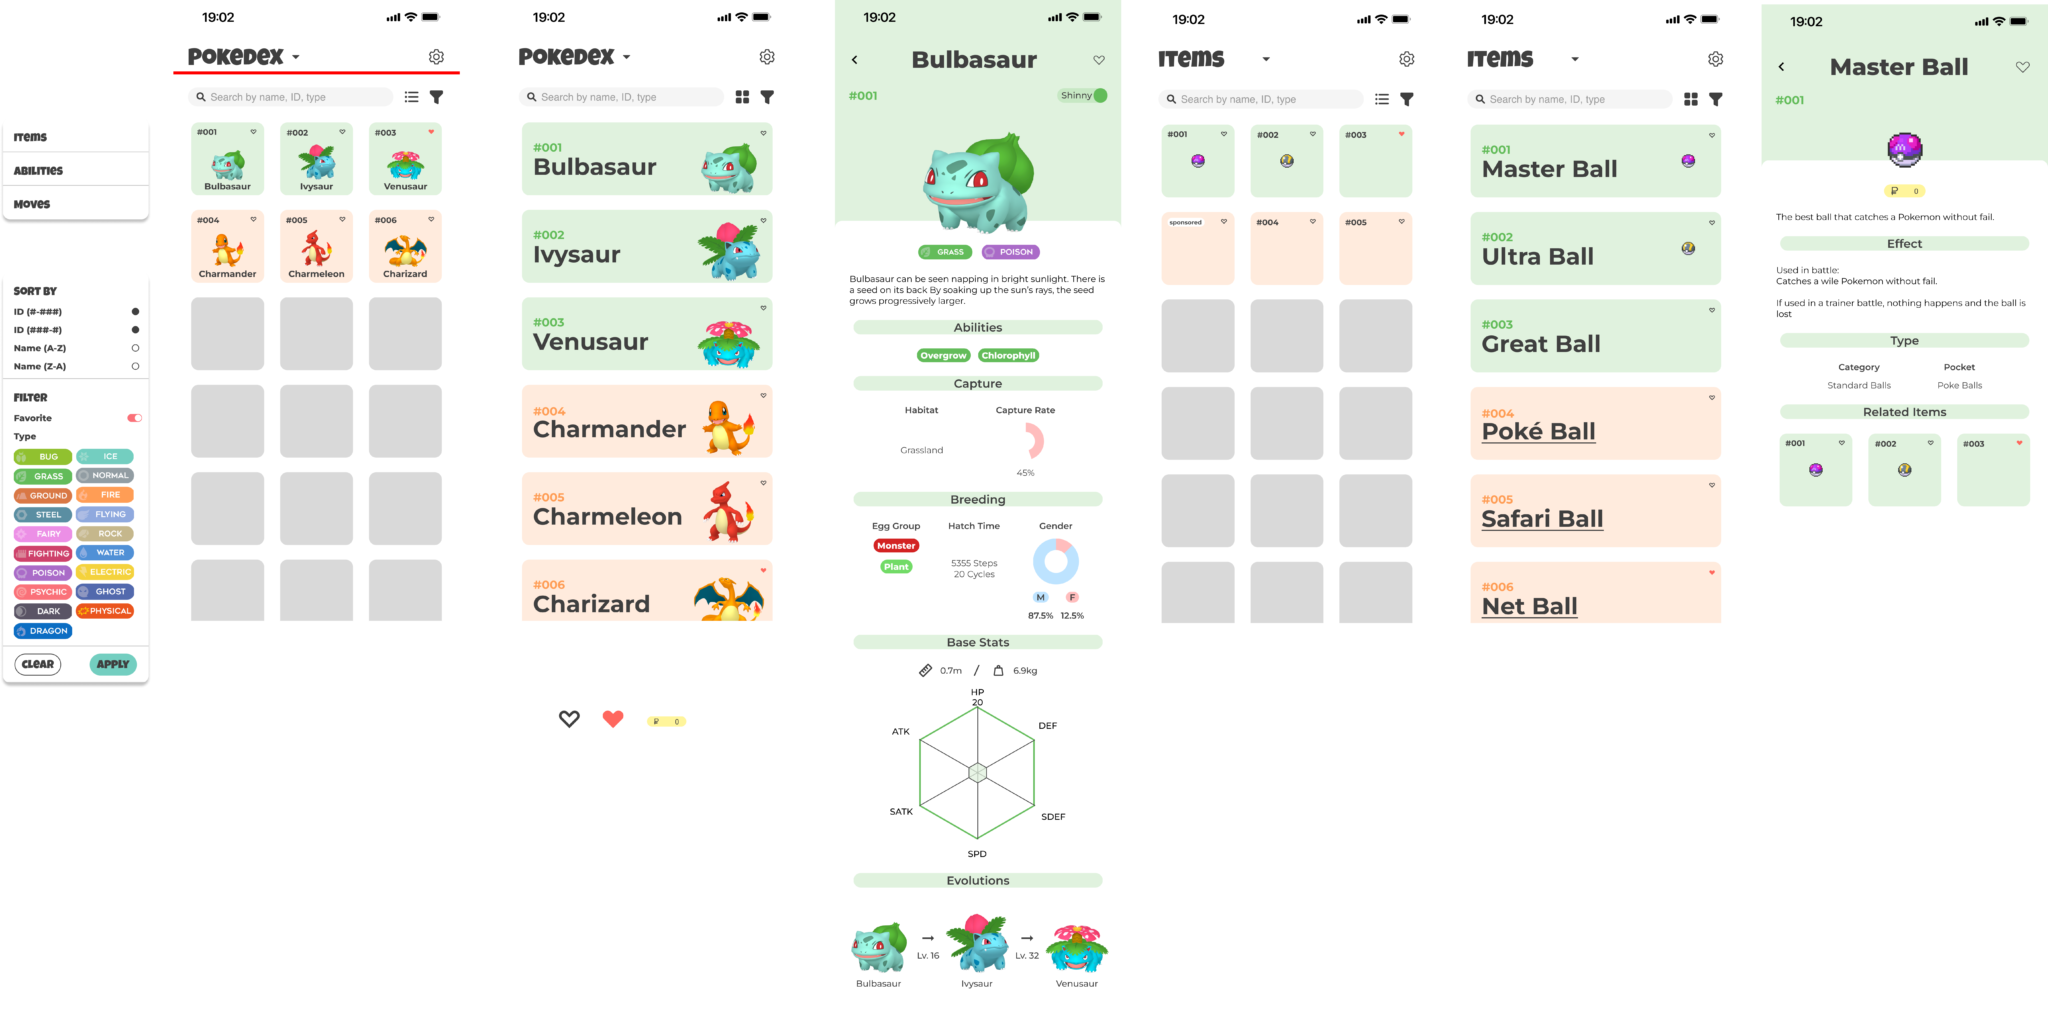 Items
Abilities
Moves
Sort by
ID (#-###)
ID (###-#)
Name (A-Z)
Name (Z-A)
Filter
Favorite
Type
BUG
ICE
GRASS
NORMAL
GROUND
FIRE
STEEL
FLYING
FAIRY
ROCK
FIGHTING
WATER
POISON
ELECTRIC
PSYCHIC
GHOST
DARK
PHYSICAL
DRAGON
Clear
Apply
19:02
Pokedex
Search by name, ID, type
#001
#002
#003
Bulbasaur
Ivysaur
Venusaur
#004
#005
#006
Charmander
Charmeleon
Charizard
19:02
Pokedex
Search by name, ID, type
#001
Bulbasaur
#002
Ivysaur
#003
Venusaur
#004
Charmander
#005
Charmeleon
#006
Charizard
₽ 0
19:02
Bulbasaur
#001
Shinny
GRASS
POISON
Bulbasaur can be seen napping in bright sunlight. There is
a seed on its back By soaking up the sun's rays, the seed
grows progressively larger.
Abilities
Overgrow
Chlorophyll
Capture
Habitat
Capture Rate
Grassland
45%
Breeding
Egg Group
Hatch Time
Gender
Monster
Plant
5355 Steps
20 Cycles
M
F
87.5%
12.5%
Base Stats
0.7m / 6.9kg
HP
20
ATK
DEF
SATK
SDEF
SPD
Evolutions
Lv. 16
Lv. 32
Bulbasaur
Ivysaur
Venusaur
19:02
Items
Search by name, ID, type
#001
#002
#003
sponsored
#004
#005
19:02
Items
Search by name, ID, type
#001
Master Ball
#002
Ultra Ball
#003
Great Ball
#004
Poké Ball
#005
Safari Ball
#006
Net Ball
19:02
Master Ball
#001
₽ 0
The best ball that catches a Pokemon without fail.
Effect
Used in battle:
Catches a wile Pokemon without fail.
If used in a trainer battle, nothing happens and the ball is
lost
Type
Category
Pocket
Standard Balls
Poke Balls
Related Items
#001
#002
#003